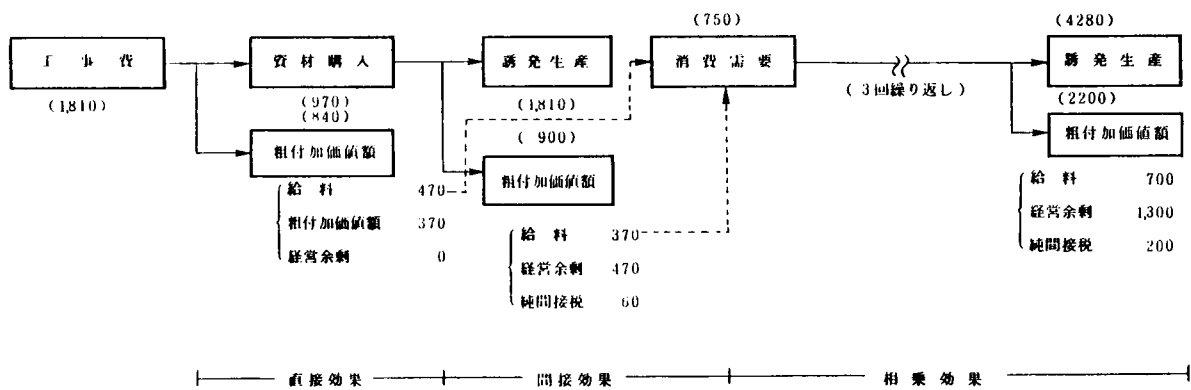 (750)
(4280)
工事費
資材購入
誘発生産
消費需要
誘発生産
(1,810)
(970)
(840)
(1,810)
(3回繰り返し)
(2200)
粗付加価値額
(900)
粗付加価値額
粗付加価値額
給料 470
粗付加価値額 370
経営余剰 0
給料 370
経営余剰 470
純間接税 60
給料 700
経営余剰 1,300
純間接税 200
直接効果
間接効果
相乗効果